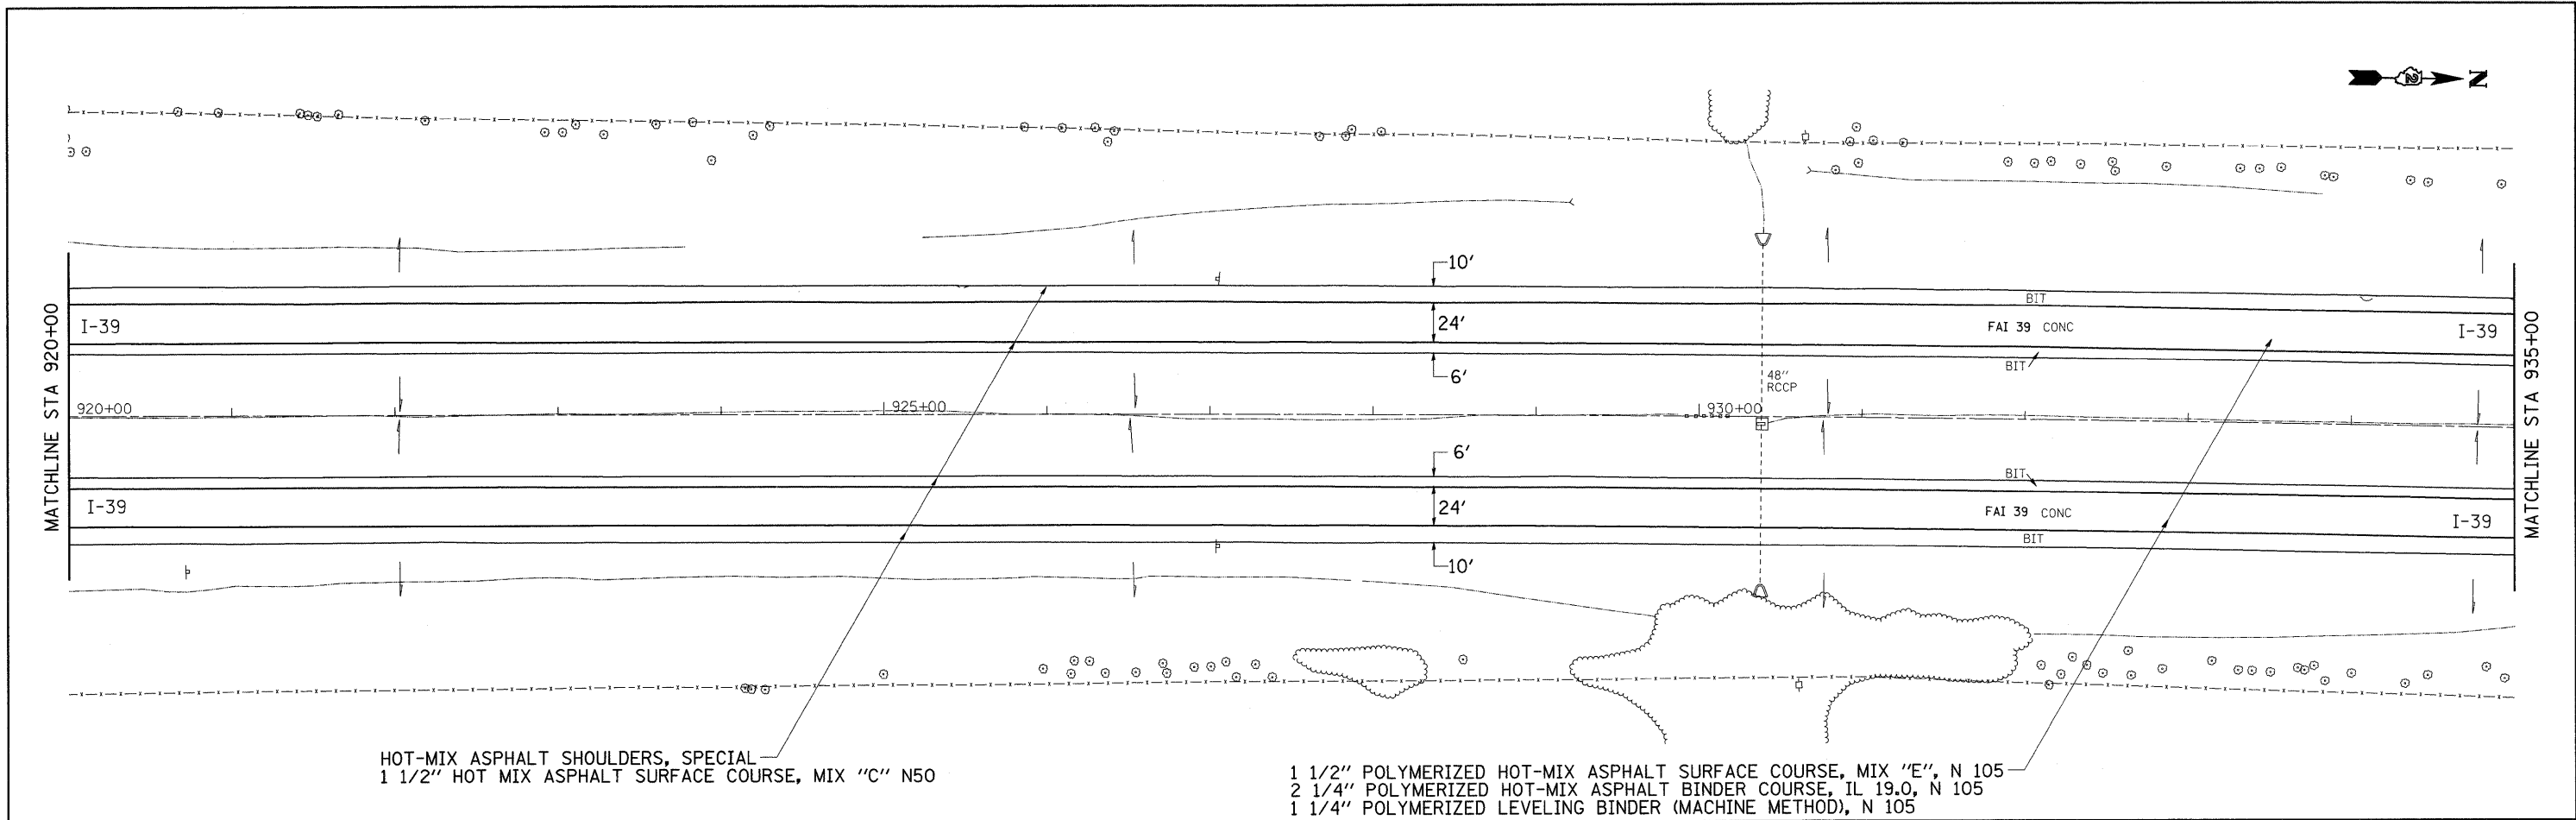 N
10'
BIT
MATCHLINE STA 920+00
I-39
24'
FAI 39 CONC
I-39
MATCHLINE STA 935+00
BIT
6'
48"
RCCP
920+00
925+00
930+00
6'
BIT
I-39
24'
FAI 39 CONC
I-39
BIT
10'
HOT-MIX ASPHALT SHOULDERS, SPECIAL
1 1/2" HOT MIX ASPHALT SURFACE COURSE, MIX "C" N50
1 1/2" POLYMERIZED HOT-MIX ASPHALT SURFACE COURSE, MIX "E", N 105
2 1/4" POLYMERIZED HOT-MIX ASPHALT BINDER COURSE, IL 19.0, N 105
1 1/4" POLYMERIZED LEVELING BINDER (MACHINE METHOD), N 105